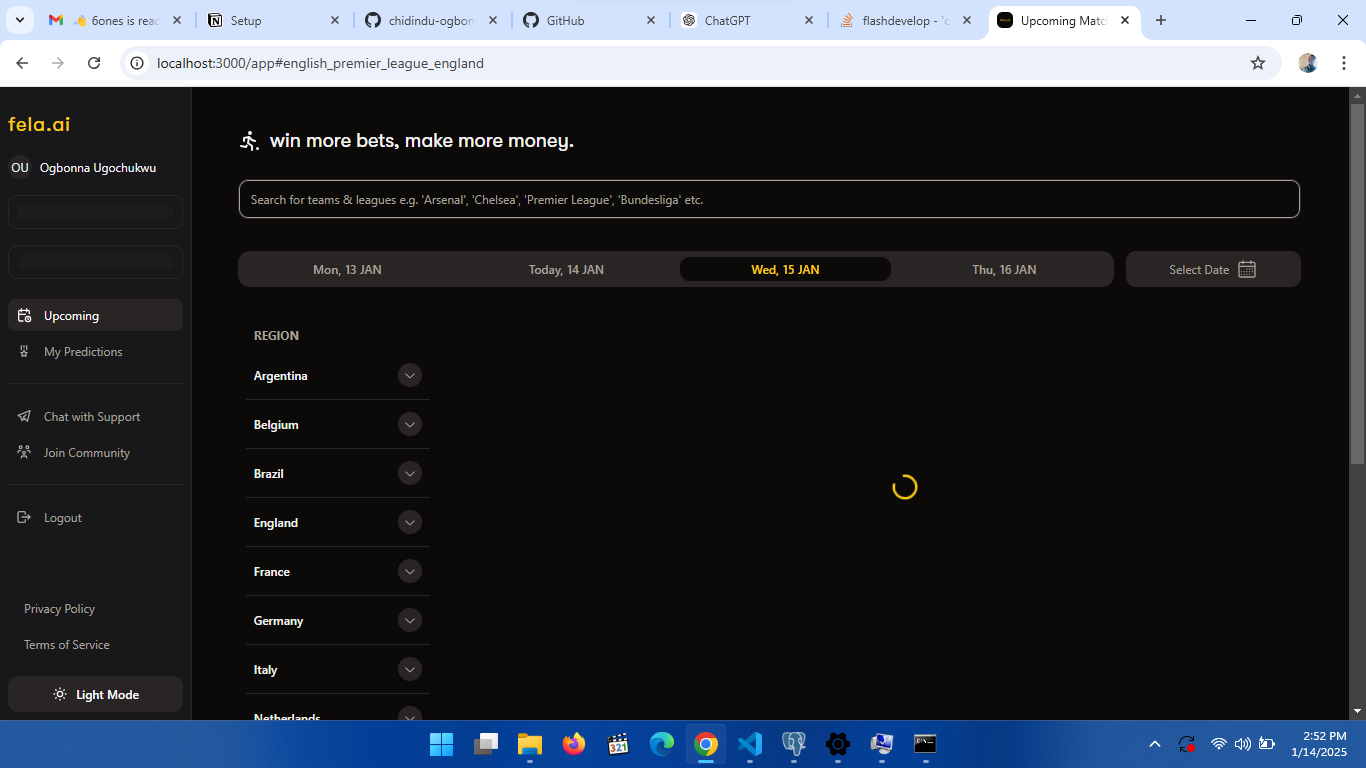 👋 6ones is read
Setup
chidindu-ogbon
GitHub
ChatGPT
flashdevelop - 'c
Upcoming Matc
localhost:3000/app#english_premier_league_england
fela.ai
OU Ogbonna Ugochukwu
Upcoming
My Predictions
Chat with Support
Join Community
Logout
Privacy Policy
Terms of Service
Light Mode
win more bets, make more money.
Search for teams & leagues e.g. 'Arsenal', 'Chelsea', 'Premier League', 'Bundesliga' etc.
Mon, 13 JAN
Today, 14 JAN
Wed, 15 JAN
Thu, 16 JAN
Select Date
REGION
Argentina
Belgium
Brazil
England
France
Germany
Italy
Netherlands
321
2:52 PM
1/14/2025